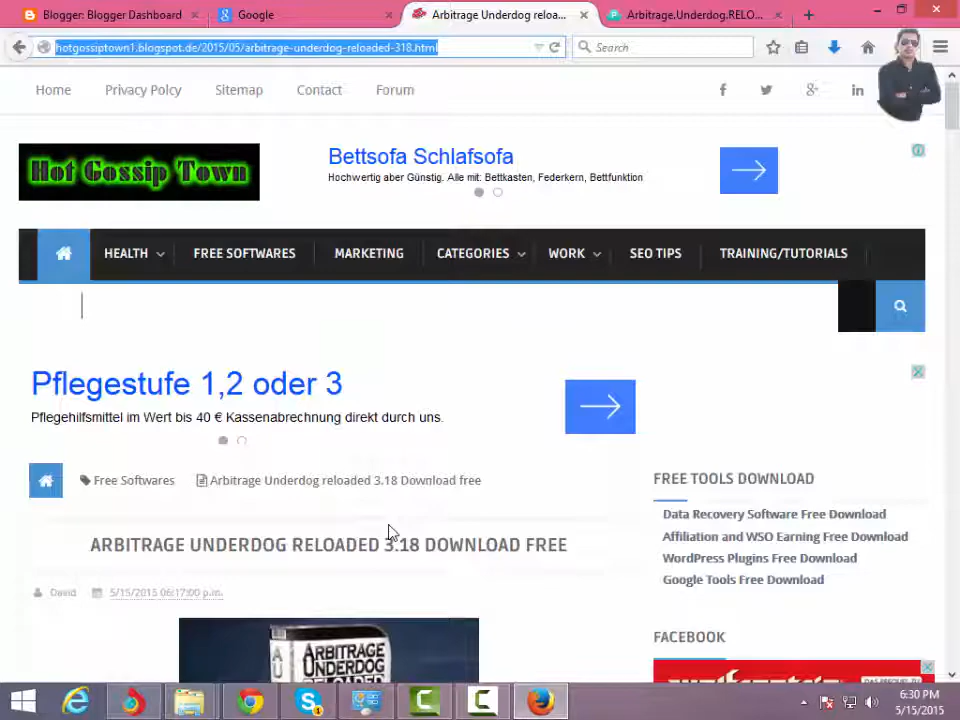 Blogger: Blogger Dashboard
Google
Arbitrage Underdog reloa...
Arbitrage.Underdog.RELO...
hotgossiptown1.blogspot.de/2015/05/arbitrage-underdog-reloaded-318.html
Search
Home
Privacy Polcy
Sitemap
Contact
Forum
Hot Gossip Town
Bettsofa Schlafsofa
Hochwertig aber Günstig. Alle mit: Bettkasten, Federkern, Bettfunktion
HEALTH
FREE SOFTWARES
MARKETING
CATEGORIES
WORK
SEO TIPS
TRAINING/TUTORIALS
Pflegestufe 1,2 oder 3
Pflegehilfsmittel im Wert bis 40 € Kassenabrechnung direkt durch uns.
Free Softwares
Arbitrage Underdog reloaded 3.18 Download free
ARBITRAGE UNDERDOG RELOADED 3.18 DOWNLOAD FREE
David
5/15/2015 06:17:00 p.m.
ARBITRAGE
UNDERDOG
RELOADED
FREE TOOLS DOWNLOAD
Data Recovery Software Free Download
Affiliation and WSO Earning Free Download
WordPress Plugins Free Download
Google Tools Free Download
FACEBOOK
6:30 PM
5/15/2015